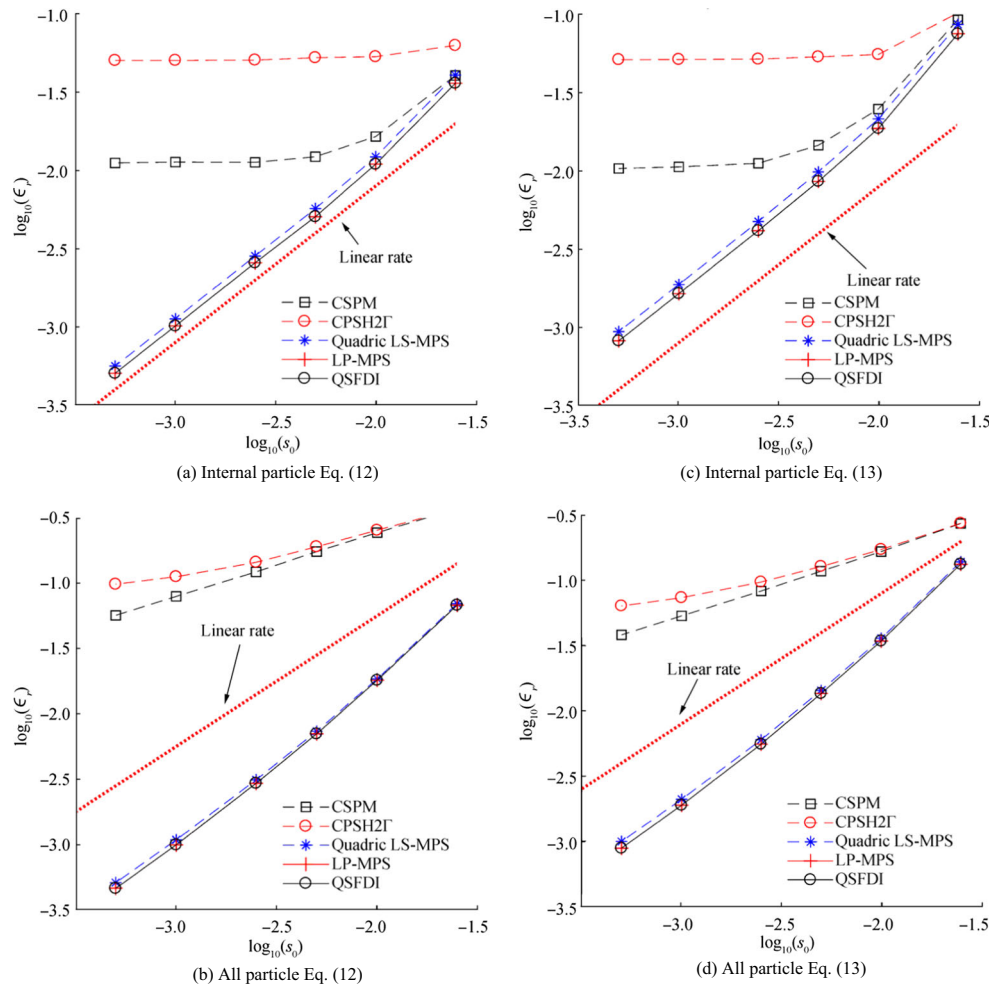 −1.0
−1.5
−2.0
−2.5
−3.0
−3.5
log10(ϵr)
Linear rate
CSPM
CPSH2Γ
Quadric LS-MPS
LP-MPS
QSFDI
−3.0 −2.5 −2.0 −1.5
log10(s0)
(a) Internal particle Eq. (12)
−1.0
−1.5
−2.0
−2.5
−3.0
−3.5
log10(ϵr)
Linear rate
CSPM
CPSH2Γ
Quadric LS-MPS
LP-MPS
QSFDI
−3.5 −3.0 −2.5 −2.0 −1.5
log10(s0)
(c) Internal particle Eq. (13)
−0.5
−1.0
−1.5
−2.0
−2.5
−3.0
−3.5
log10(ϵr)
Linear rate
CSPM
CPSH2Γ
Quadric LS-MPS
LP-MPS
QSFDI
−3.0 −2.5 −2.0 −1.5
log10(s0)
(b) All particle Eq. (12)
−0.5
−1.0
−1.5
−2.0
−2.5
−3.0
−3.5
log10(ϵr)
Linear rate
CSPM
CPSH2Γ
Quadric LS-MPS
LP-MPS
QSFDI
−3.0 −2.5 −2.0 −1.5
log10(s0)
(d) All particle Eq. (13)